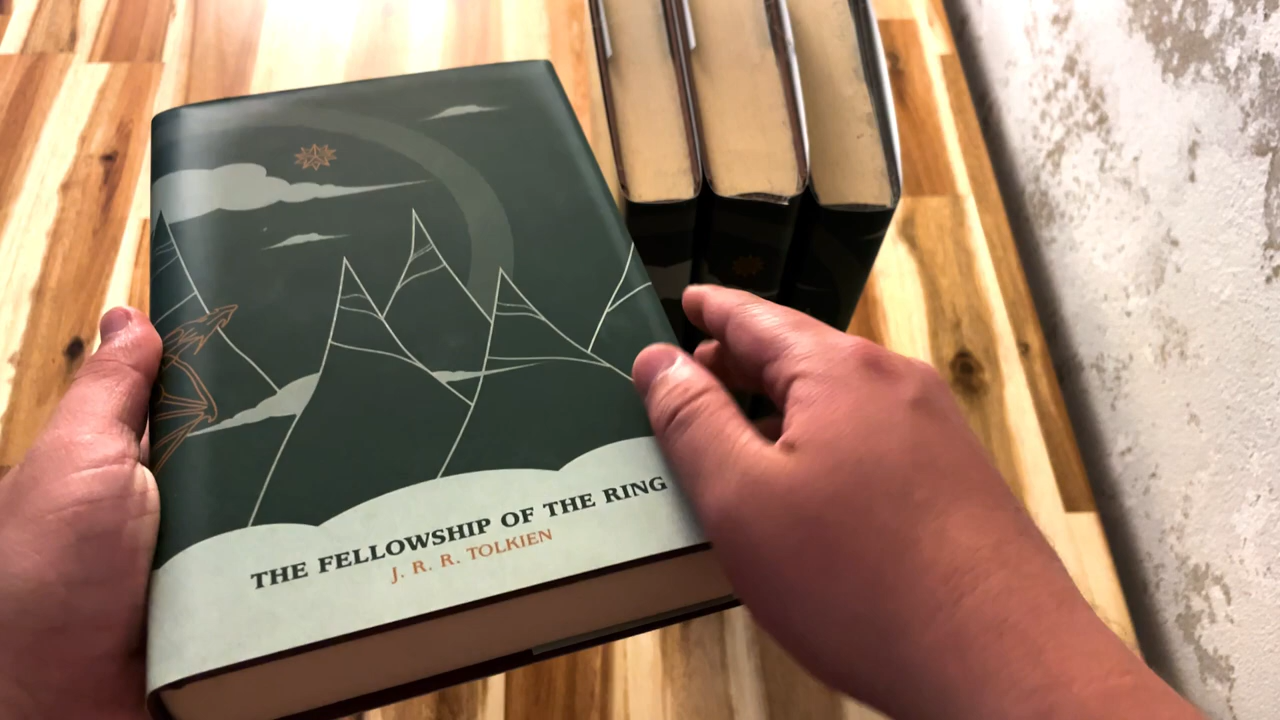 THE FELLOWSHIP OF THE RING
J. R. R. TOLKIEN